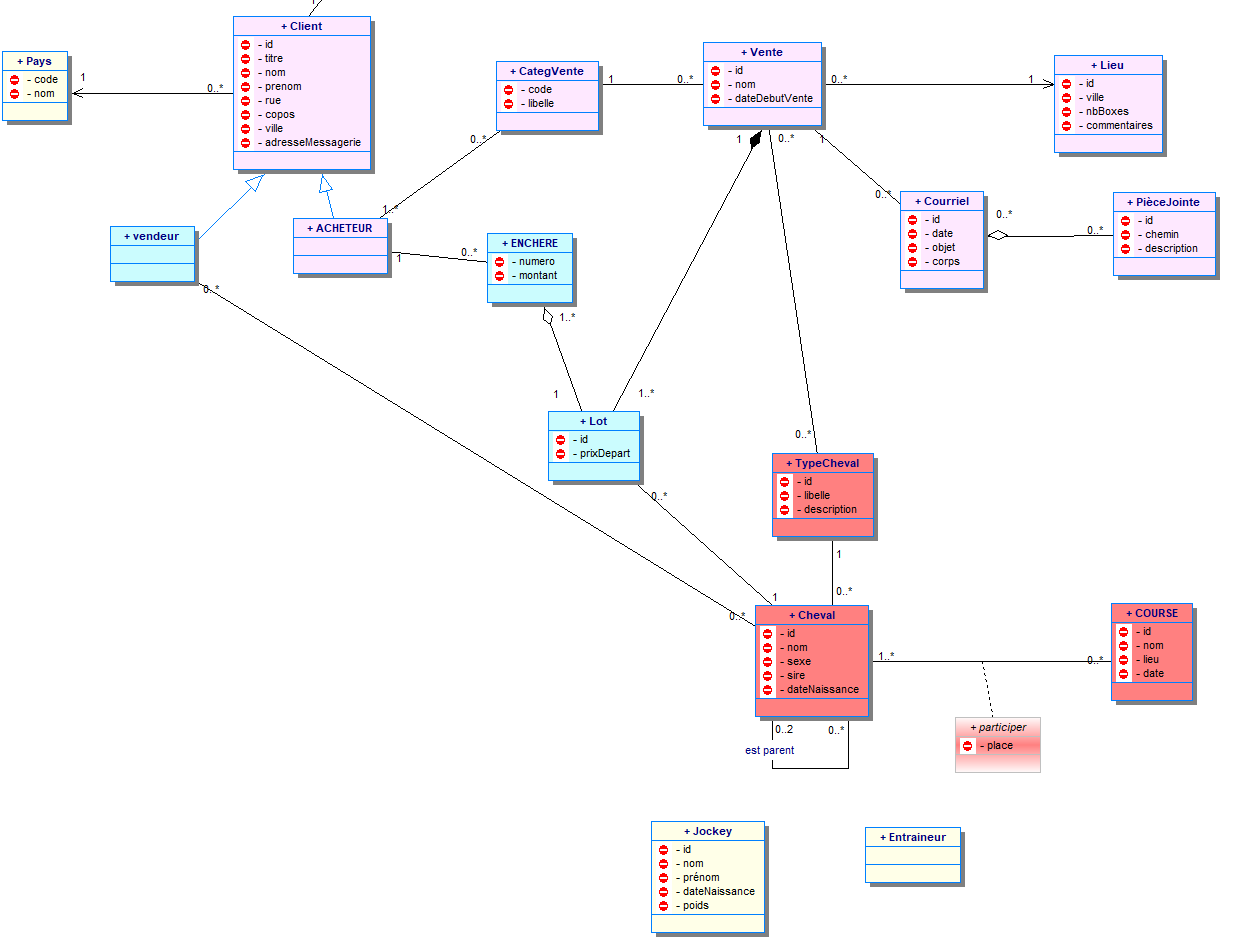 1
+ Client
- id
- titre
- nom
- prenom
- rue
- copos
- ville
- adresseMessagerie
+ Pays
- code
- nom
1
0..*
+ CategVente
- code
- libelle
1
0..*
0..*
1..*
+ Vente
- id
- nom
- dateDebutVente
0..*
1
+ Lieu
- id
- ville
- nbBoxes
- commentaires
1
0..*
1
0..*
+ Courriel
- id
- date
- objet
- corps
0..*
0..*
+ PièceJointe
- id
- chemin
- description
+ vendeur
0..*
+ ACHETEUR
1
0..*
+ ENCHERE
- numero
- montant
1..*
1
1..*
+ Lot
- id
- prixDepart
0..*
0..*
+ TypeCheval
- id
- libelle
- description
1
0..*
1
0..*
+ Cheval
- id
- nom
- sexe
- sire
- dateNaissance
1..*
0..*
+ COURSE
- id
- nom
- lieu
- date
+ participer
- place
0..2
0..*
est parent
+ Jockey
- id
- nom
- prénom
- dateNaissance
- poids
+ Entraineur